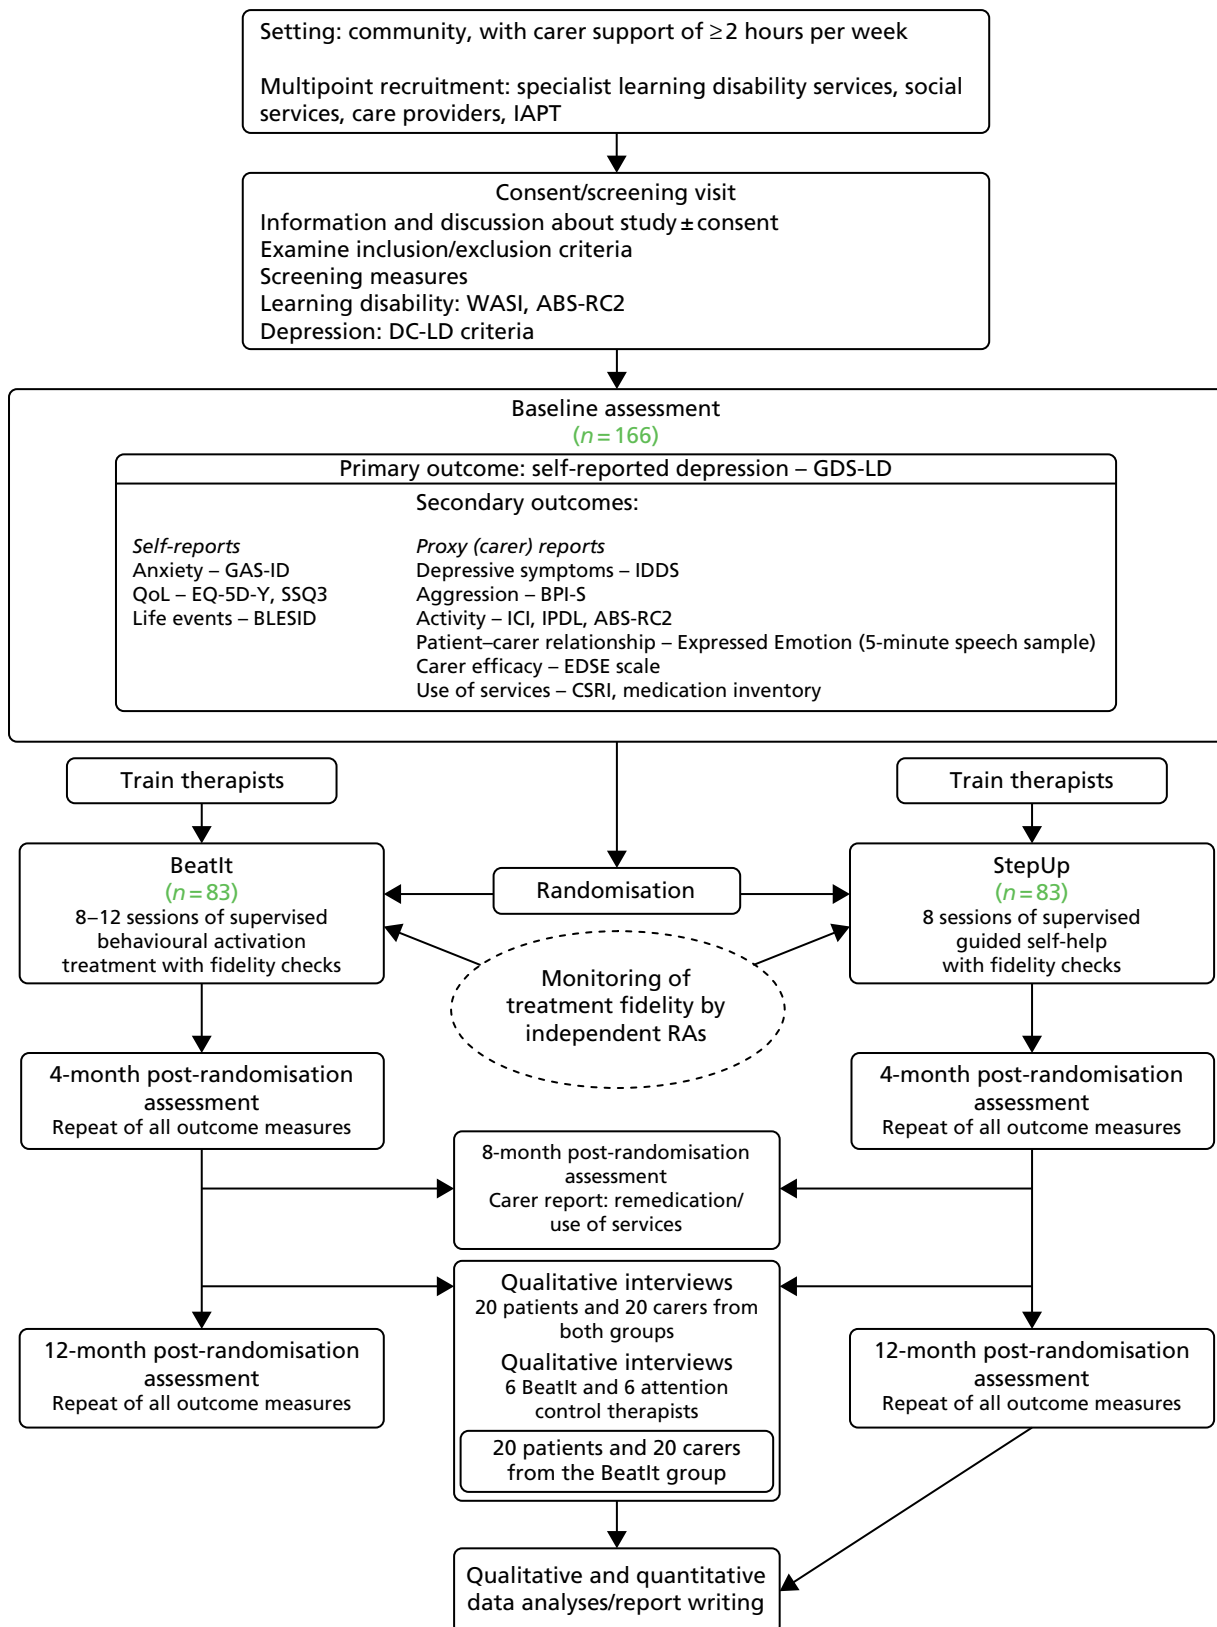 Setting: community, with carer support of ≥2 hours per week
Multipoint recruitment: specialist learning disability services, social
services, care providers, IAPT
Consent/screening visit
Information and discussion about study ± consent
Examine inclusion/exclusion criteria
Screening measures
Learning disability: WASI, ABS-RC2
Depression: DC-LD criteria
Baseline assessment
(n = 166)
Primary outcome: self-reported depression – GDS-LD
Secondary outcomes:
Self-reports
Anxiety – GAS-ID
QoL – EQ-5D-Y, SSQ3
Life events – BLESID
Proxy (carer) reports
Depressive symptoms – IDDS
Aggression – BPI-S
Activity – ICI, IPDL, ABS-RC2
Patient–carer relationship – Expressed Emotion (5-minute speech sample)
Carer efficacy – EDSE scale
Use of services – CSRI, medication inventory
Train therapists
Train therapists
BeatIt
(n = 83)
8–12 sessions of supervised
behavioural activation
treatment with fidelity checks
Randomisation
StepUp
(n = 83)
8 sessions of supervised
guided self-help
with fidelity checks
Monitoring of
treatment fidelity by
independent RAs
4-month post-randomisation
assessment
Repeat of all outcome measures
4-month post-randomisation
assessment
Repeat of all outcome measures
8-month post-randomisation
assessment
Carer report: remedication/
use of services
Qualitative interviews
20 patients and 20 carers from
both groups
Qualitative interviews
6 BeatIt and 6 attention
control therapists
20 patients and 20 carers
from the BeatIt group
12-month post-randomisation
assessment
Repeat of all outcome measures
12-month post-randomisation
assessment
Repeat of all outcome measures
Qualitative and quantitative
data analyses/report writing